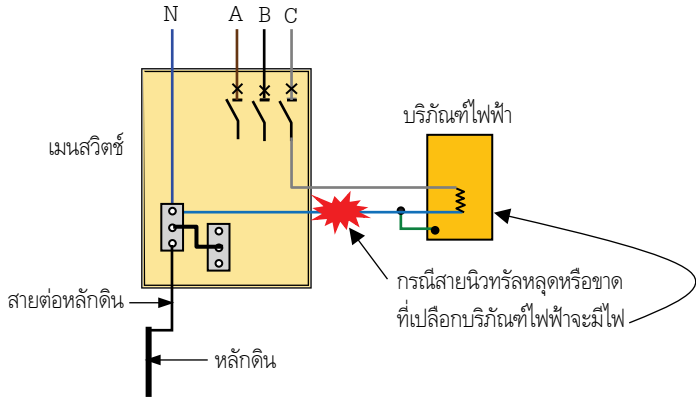 N A B C
บริภัณฑ์ไฟฟ้า
เมนสวิตช์
กรณีสายนิวทรัลหลุดหรือขาด
ที่เปลือกบริภัณฑ์ไฟฟ้าจะมีไฟ
สายต่อหลักดิน
หลักดิน